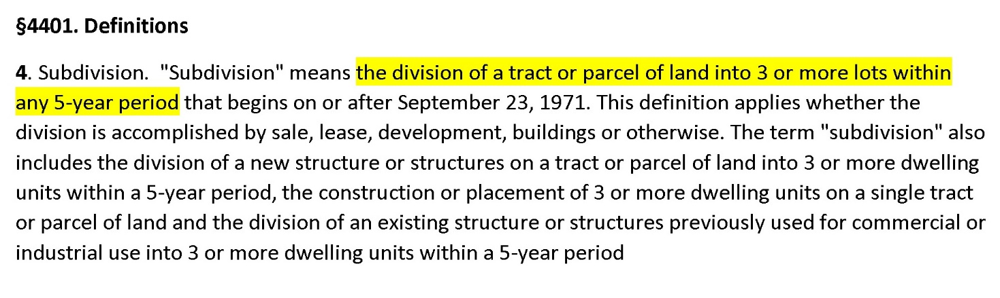 §4401. Definitions
4. Subdivision.  "Subdivision" means the division of a tract or parcel of land into 3 or more lots within
any 5-year period that begins on or after September 23, 1971. This definition applies whether the
division is accomplished by sale, lease, development, buildings or otherwise. The term "subdivision" also
includes the division of a new structure or structures on a tract or parcel of land into 3 or more dwelling
units within a 5-year period, the construction or placement of 3 or more dwelling units on a single tract
or parcel of land and the division of an existing structure or structures previously used for commercial or
industrial use into 3 or more dwelling units within a 5-year period